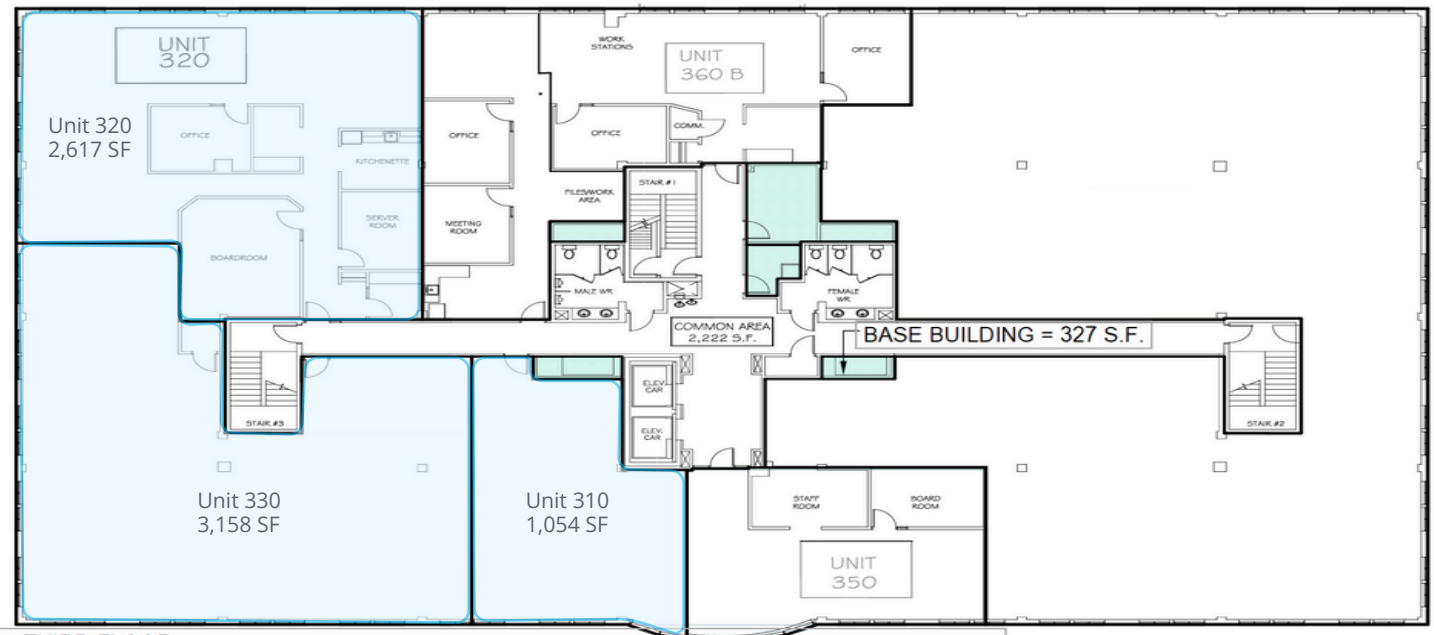 UNIT
320
Unit 320
2,617 SF
OFFICE
KITCHENETTE
SERVER
ROOM
BOARDROOM
WORK
STATIONS
UNIT
360 B
OFFICE
OFFICE
OFFICE
COMM.
MEETING
ROOM
FILES/WORK
AREA
STAIR #1
MALE WR.
FEMALE
WR.
COMMON AREA
2,222 S.F.
BASE BUILDING = 327 S.F.
ELEV.
CAR
ELEV.
CAR
STAIR #3
STAIR #2
Unit 330
3,158 SF
Unit 310
1,054 SF
STAFF
ROOM
BOARD
ROOM
UNIT
350